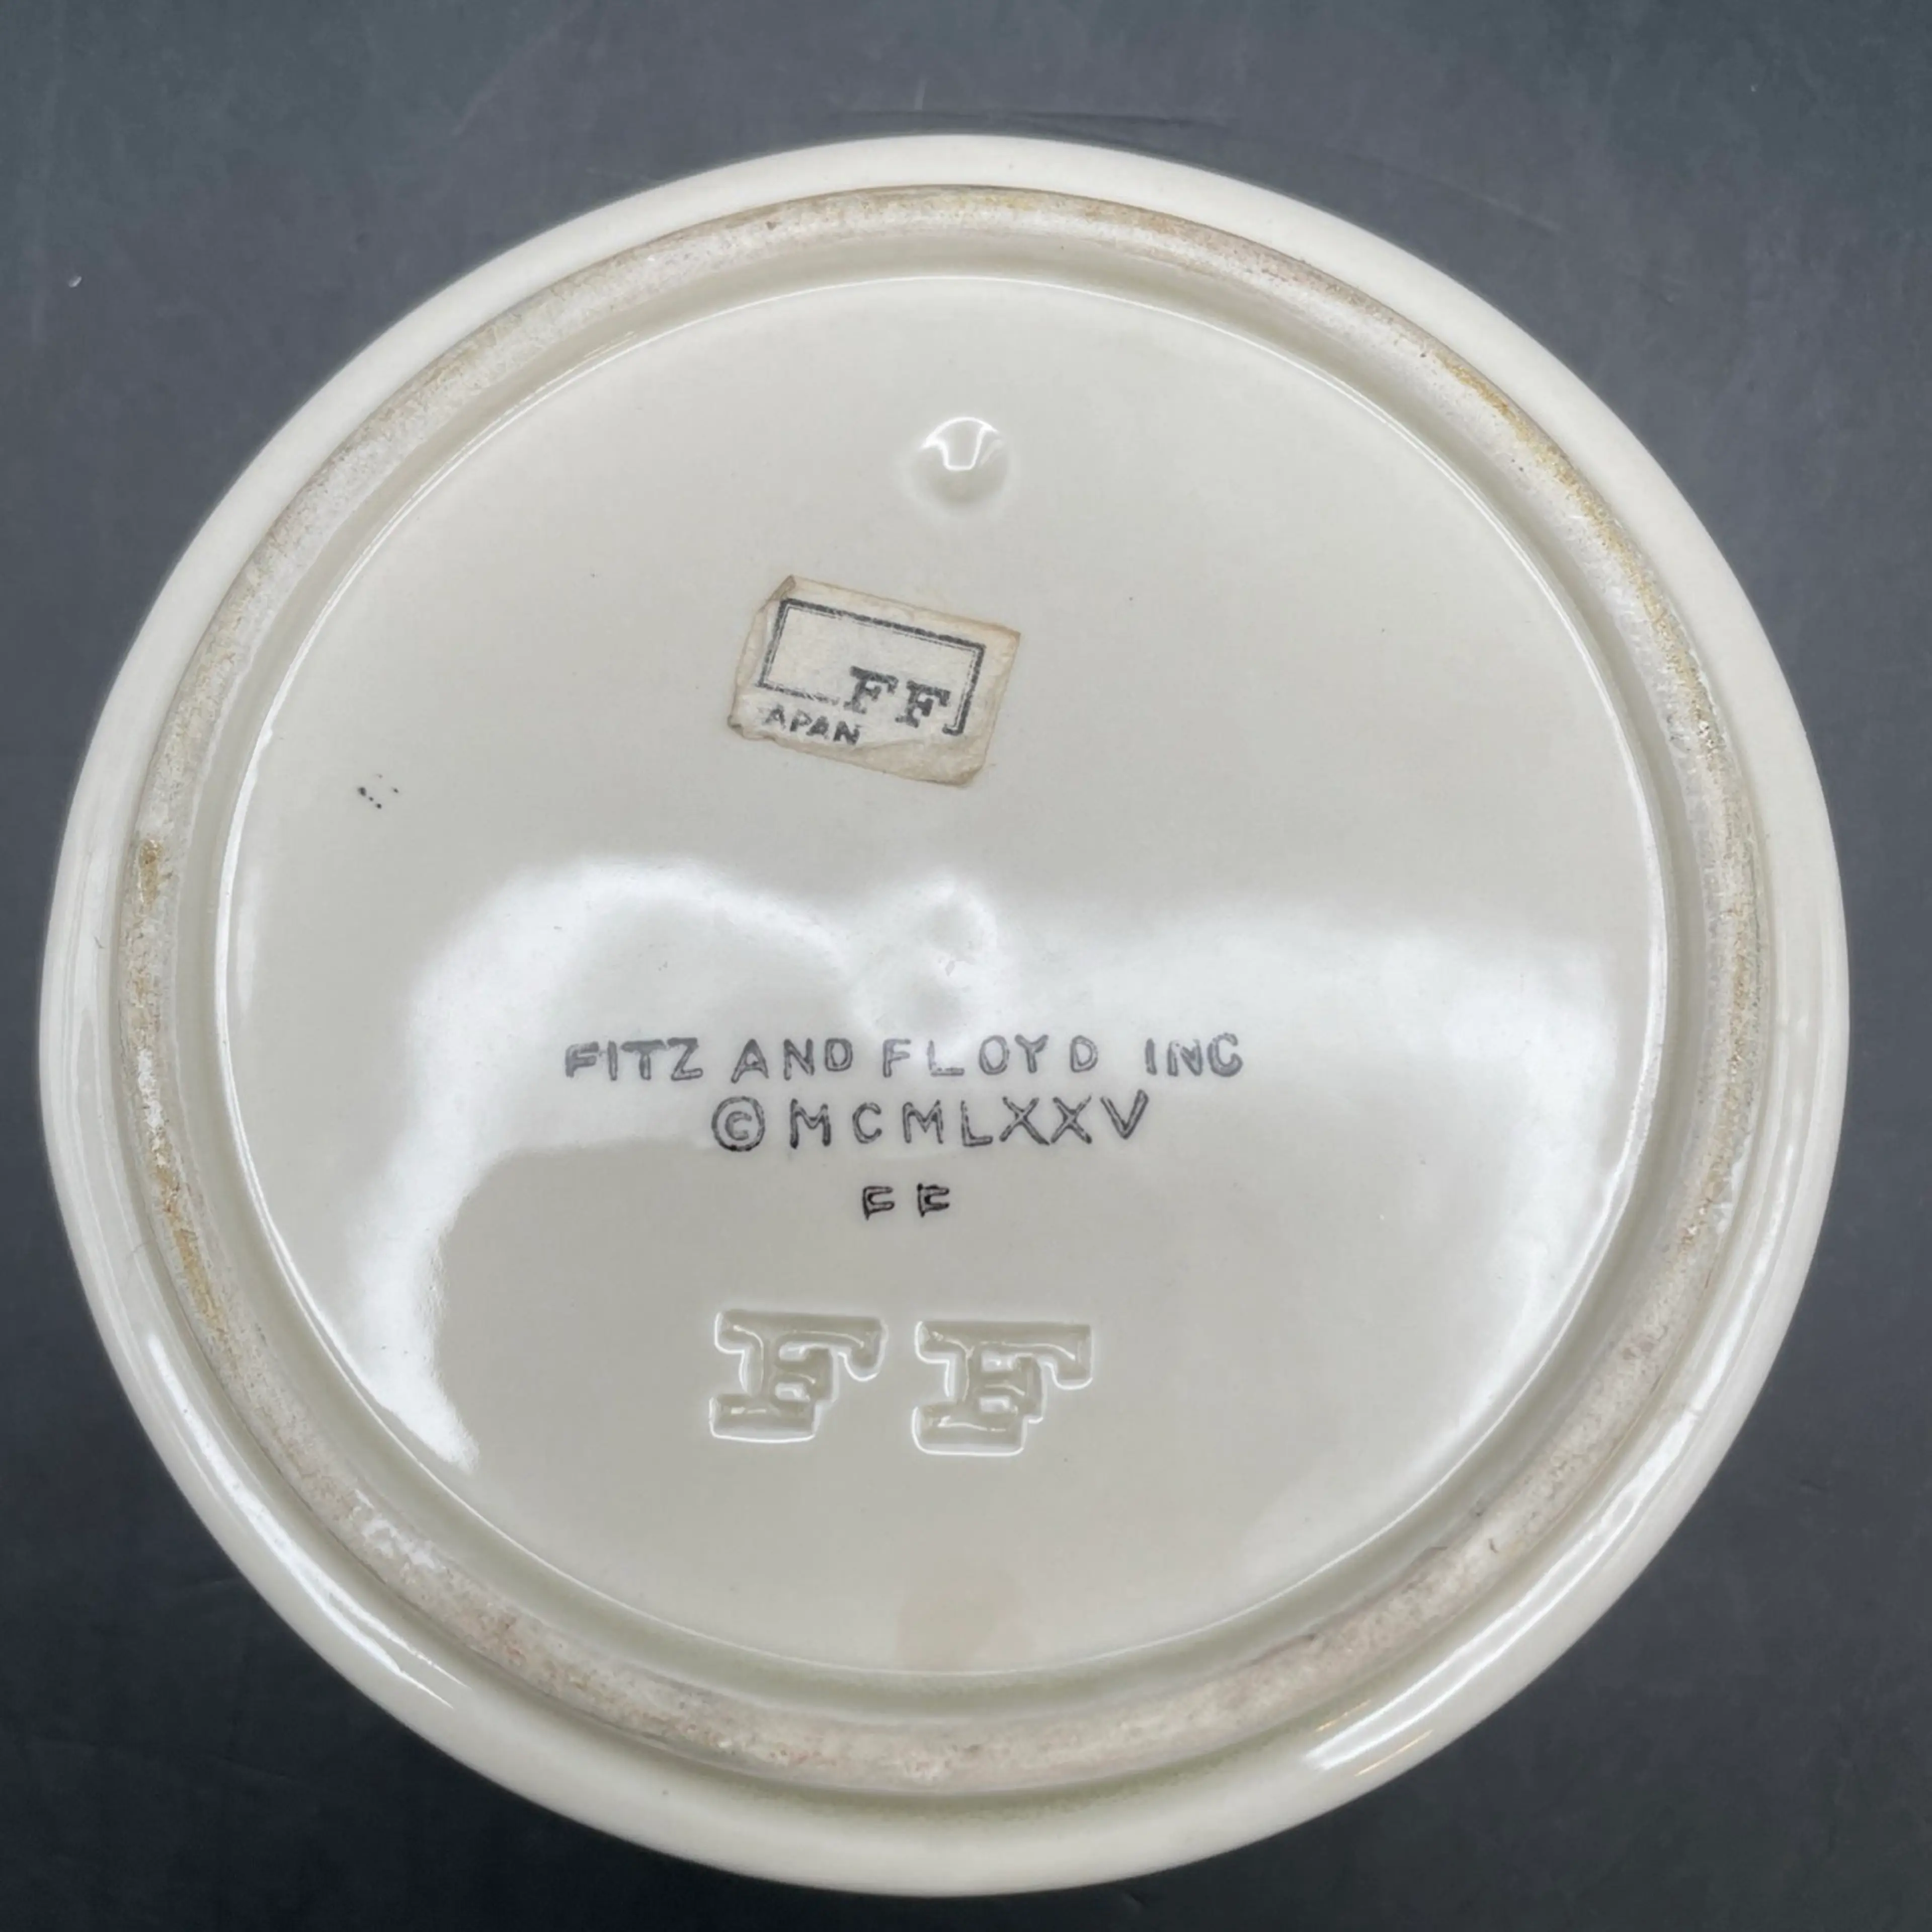 FF
APAN
FITZ AND FLOYD INC
©MCMLXXV
FF
FF